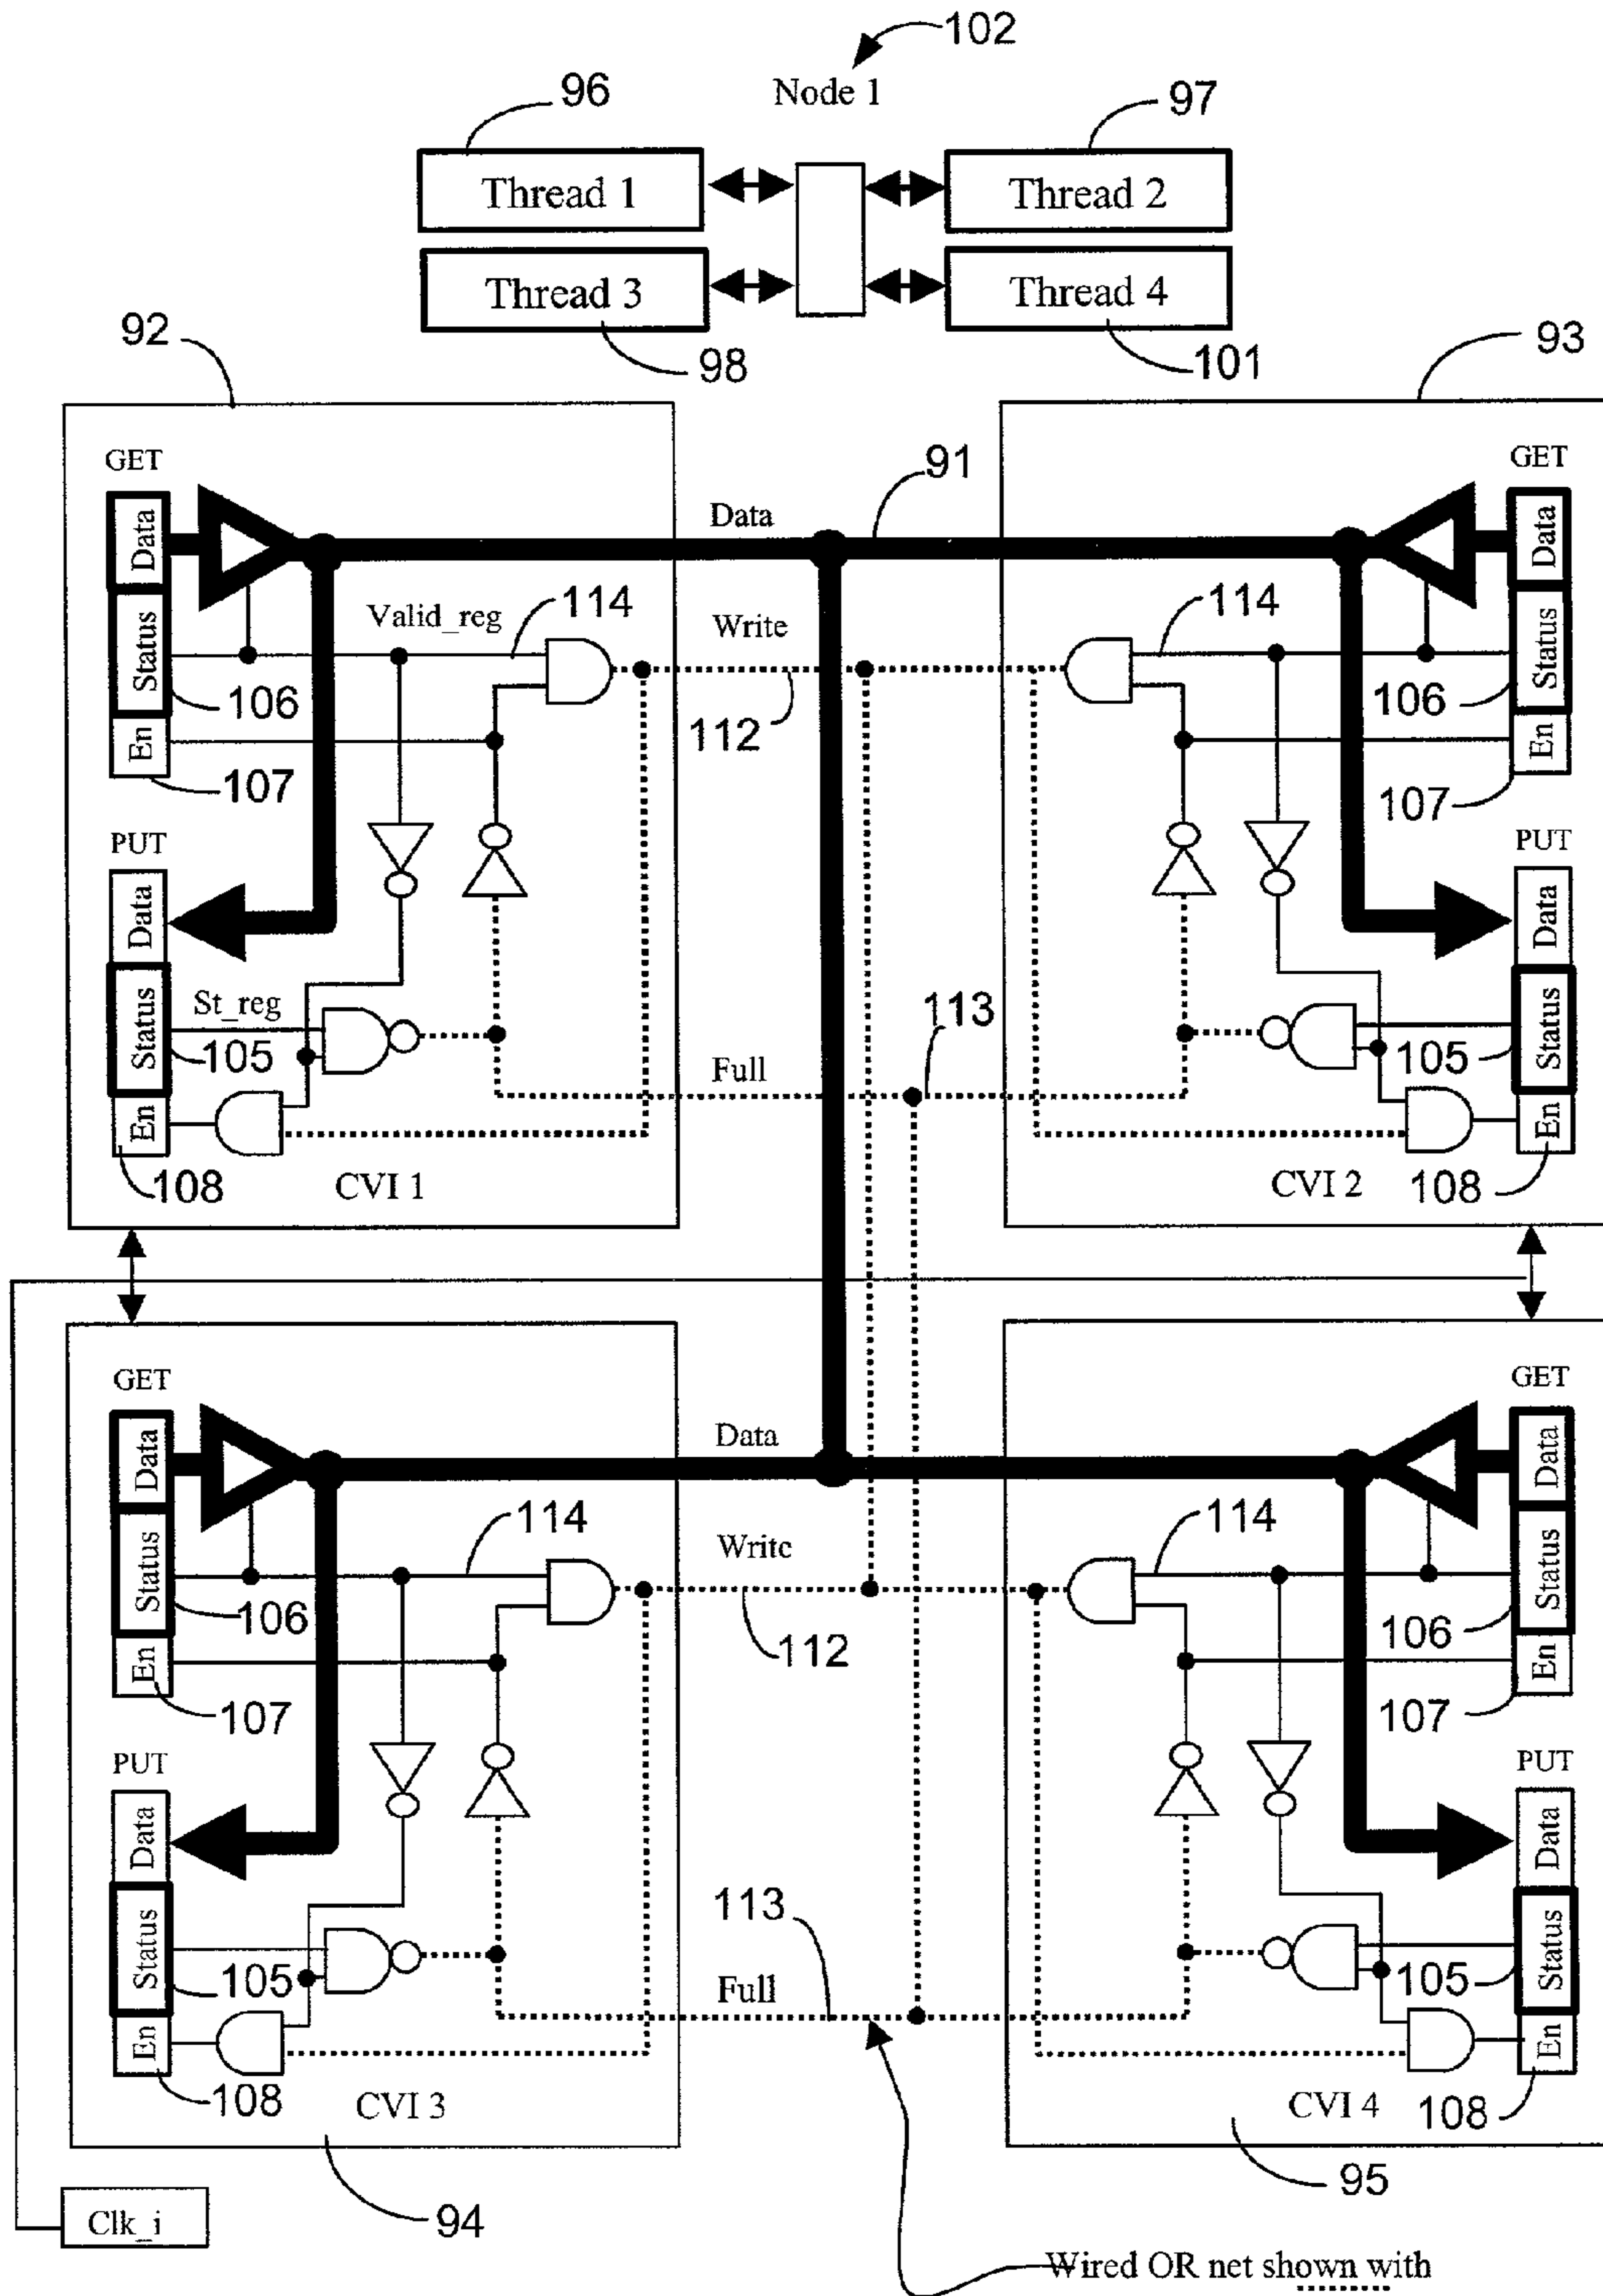 102
Node 1
96
97
Thread 1
Thread 2
Thread 3
Thread 4
98
101
92
93
GET
GET
91
Data
Data
Data
Valid_reg
114
Write
114
Status
Status
106
106
112
En
En
107
107
PUT
PUT
Data
Data
St_reg
113
Status
Status
105
105
Full
En
En
108
CVI 1
CVI 2
108
GET
GET
Data
Data
Data
114
Write
114
Status
Status
106
106
112
En
En
107
107
PUT
PUT
Data
Data
113
Status
Status
105
105
Full
En
En
108
CVI 3
CVI 4
108
94
95
Clk_i
Wired OR net shown with